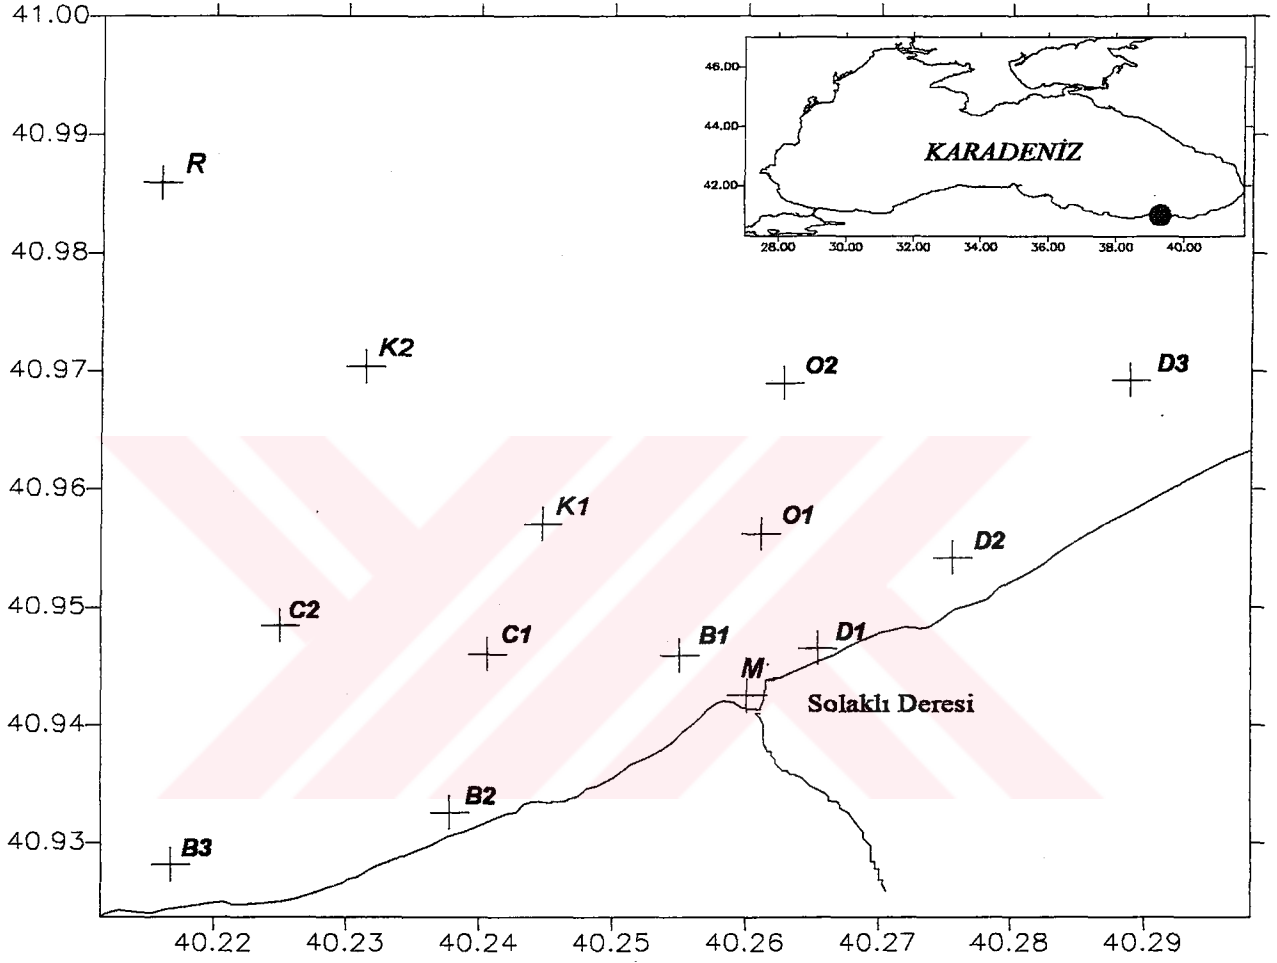 41.00
46.00
40.99
44.00
R
KARADENİZ
42.00
40.98
28.00 30.00 32.00 34.00 36.00 38.00 40.00
K2
O2
D3
40.97
40.96
K1
O1
D2
40.95
C2
C1
B1
D1
M
Solaklı Deresi
40.94
B2
40.93
B3
40.22 40.23 40.24 40.25 40.26 40.27 40.28 40.29